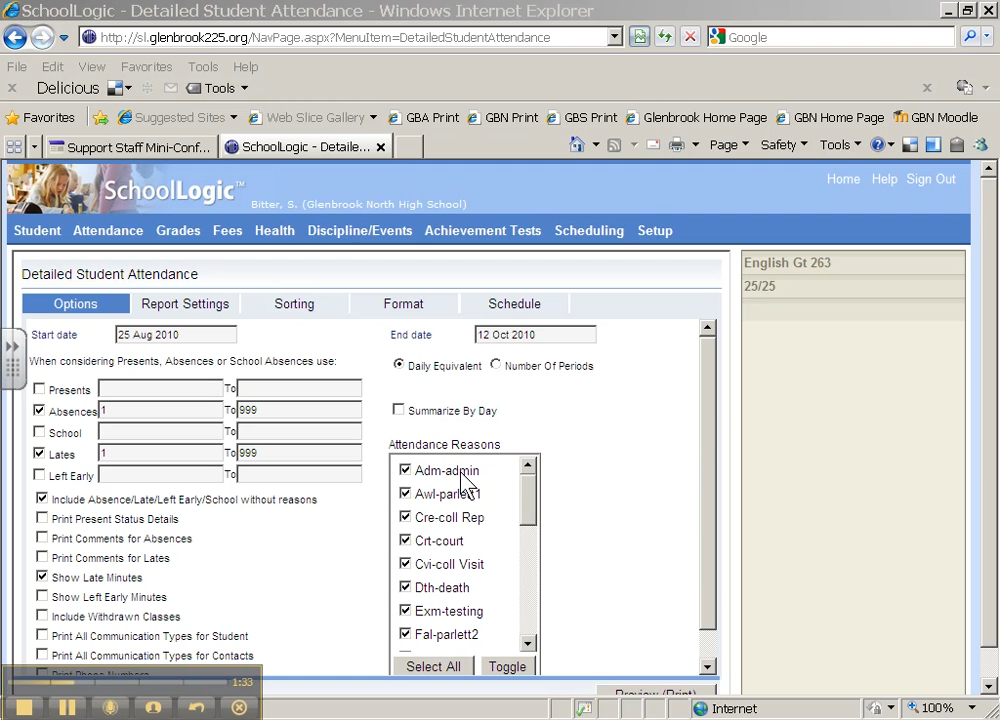 SchoolLogic - Detailed Student Attendance - Windows Internet Explorer
http://sl.glenbrook225.org/NavPage.aspx?MenuItem=DetailedStudentAttendance
Google
File Edit View Favorites Tools Help
x Delicious Tools x
Favorites Suggested Sites Web Slice Gallery GBA Print GBN Print GBS Print Glenbrook Home Page GBN Home Page GBN Moodle
Support Staff Mini-Conf... SchoolLogic - Detaile... Page Safety Tools
SchoolLogic™
Bitter, S. (Glenbrook North High School)
Home Help Sign Out
Student Attendance Grades Fees Health Discipline/Events Achievement Tests Scheduling Setup
Detailed Student Attendance
English Gt 263
25/25
Options Report Settings Sorting Format Schedule
Start date 25 Aug 2010 End date 12 Oct 2010
When considering Presents, Absences or School Absences use:
Daily Equivalent Number Of Periods
Presents To
Absences 1 To 999
Summarize By Day
School To
Attendance Reasons
Lates 1 To 999
Left Early To
Adm-admin
Awl-parlett1
Cre-coll Rep
Crt-court
Cvi-coll Visit
Dth-death
Exm-testing
Fal-parlett2
Include Absence/Late/Left Early/School without reasons
Print Present Status Details
Print Comments for Absences
Print Comments for Lates
Show Late Minutes
Show Left Early Minutes
Include Withdrawn Classes
Print All Communication Types for Student
Print All Communication Types for Contacts
Print Phone Numbers
Select All Toggle
1:33
Preview (Print)
Internet 100%